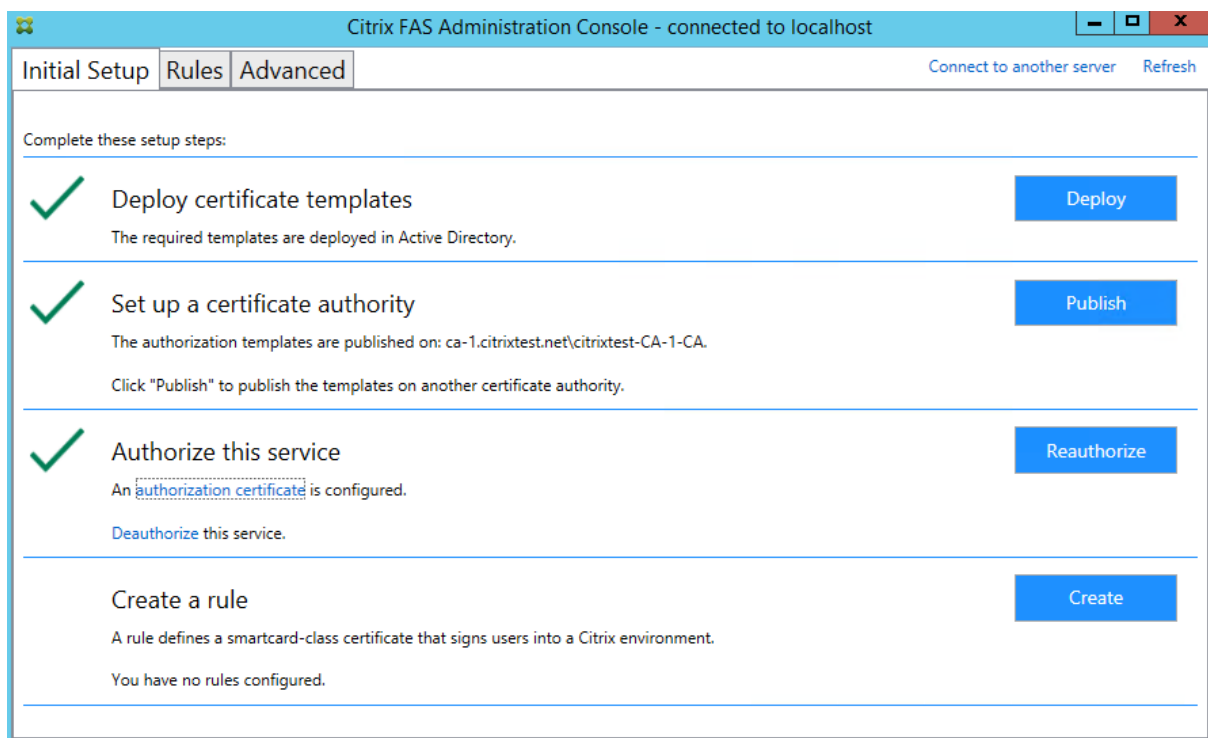 Citrix FAS Administration Console - connected to localhost
Initial Setup Rules Advanced Connect to another server Refresh
Complete these setup steps:
Deploy certificate templates Deploy
The required templates are deployed in Active Directory.
Set up a certificate authority Publish
The authorization templates are published on: ca-1.citrixtest.net\citrixtest-CA-1-CA.
Click "Publish" to publish the templates on another certificate authority.
Authorize this service Reauthorize
An authorization certificate is configured.
Deauthorize this service.
Create a rule Create
A rule defines a smartcard-class certificate that signs users into a Citrix environment.
You have no rules configured.